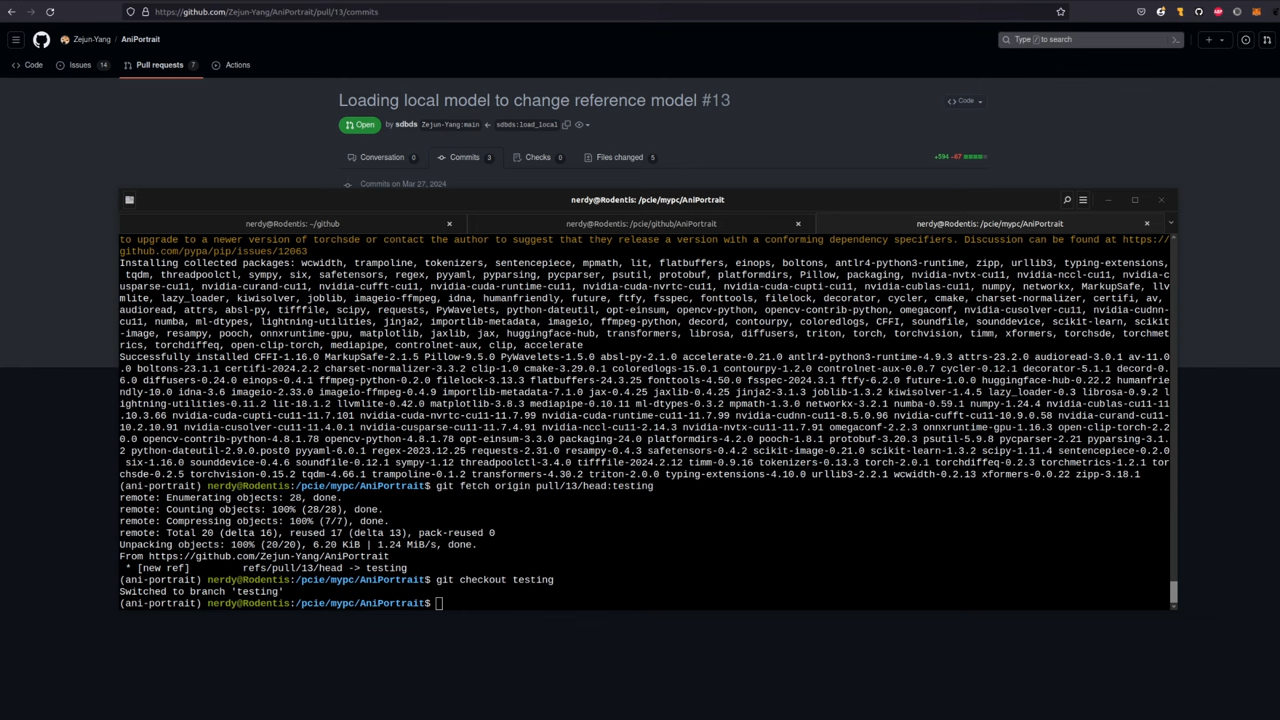 https://github.com/Zejun-Yang/AniPortrait/pull/13/commits
Zejun-Yang / AniPortrait
Type / to search
Code Issues 14 Pull requests 7 Actions
Loading local model to change reference model #13
Code
Open by sdbds Zejun-Yang:main ← sdbds:load_local
Conversation 0 Commits 3 Checks 0 Files changed 5
+594 −67
Commits on Mar 27, 2024
nerdy@Rodentis: /pcie/mypc/AniPortrait
nerdy@Rodentis: ~/github
nerdy@Rodentis: /pcie/github/AniPortrait
nerdy@Rodentis: /pcie/mypc/AniPortrait
to upgrade to a newer version of torchsde or contact the author to suggest that they release a version with a conforming dependency specifiers. Discussion can be found at https://
github.com/pypa/pip/issues/12063
Installing collected packages: wcwidth, trampoline, tokenizers, sentencepiece, mpmath, lit, flatbuffers, einops, boltons, antlr4-python3-runtime, zipp, urllib3, typing-extensions,
tqdm, threadpoolctl, sympy, six, safetensors, regex, pyyaml, pyparsing, pycparser, psutil, protobuf, platformdirs, Pillow, packaging, nvidia-nvtx-cu11, nvidia-nccl-cu11, nvidia-c
usparse-cu11, nvidia-curand-cu11, nvidia-cufft-cu11, nvidia-cuda-runtime-cu11, nvidia-cuda-nvrtc-cu11, nvidia-cuda-cupti-cu11, nvidia-cublas-cu11, numpy, networkx, MarkupSafe, llv
mlite, lazy_loader, kiwisolver, joblib, imageio-ffmpeg, idna, humanfriendly, future, ftfy, fsspec, fonttools, filelock, decorator, cycler, cmake, charset-normalizer, certifi, av,
audioread, attrs, absl-py, tifffile, scipy, requests, PyWavelets, python-dateutil, opt-einsum, opencv-python, opencv-contrib-python, omegaconf, nvidia-cusolver-cu11, nvidia-cudnn-
cu11, numba, ml-dtypes, lightning-utilities, jinja2, importlib-metadata, imageio, ffmpeg-python, decord, contourpy, coloredlogs, CFFI, soundfile, sounddevice, scikit-learn, scikit
-image, resampy, pooch, onnxruntime-gpu, matplotlib, jaxlib, jax, huggingface-hub, transformers, librosa, diffusers, triton, torch, torchvision, timm, xformers, torchsde, torchmet
rics, torchdiffeq, open-clip-torch, mediapipe, controlnet-aux, clip, accelerate
Successfully installed CFFI-1.16.0 MarkupSafe-2.1.5 Pillow-9.5.0 PyWavelets-1.5.0 absl-py-2.1.0 accelerate-0.21.0 antlr4-python3-runtime-4.9.3 attrs-23.2.0 audioread-3.0.1 av-11.0
.0 boltons-23.1.1 certifi-2024.2.2 charset-normalizer-3.3.2 clip-1.0 cmake-3.29.0.1 coloredlogs-15.0.1 contourpy-1.2.0 controlnet-aux-0.0.7 cycler-0.12.1 decorator-5.1.1 decord-0.
6.0 diffusers-0.24.0 einops-0.4.1 ffmpeg-python-0.2.0 filelock-3.13.3 flatbuffers-24.3.25 fonttools-4.50.0 fsspec-2024.3.1 ftfy-6.2.0 future-1.0.0 huggingface-hub-0.22.2 humanfrie
ndly-10.0 idna-3.6 imageio-2.33.0 imageio-ffmpeg-0.4.9 importlib-metadata-7.1.0 jax-0.4.25 jaxlib-0.4.25 jinja2-3.1.3 joblib-1.3.2 kiwisolver-1.4.5 lazy_loader-0.3 librosa-0.9.2 l
ightning-utilities-0.11.2 lit-18.1.2 llvmlite-0.42.0 matplotlib-3.8.3 mediapipe-0.10.11 ml-dtypes-0.3.2 mpmath-1.3.0 networkx-3.2.1 numba-0.59.1 numpy-1.24.4 nvidia-cublas-cu11-11
.10.3.66 nvidia-cuda-cupti-cu11-11.7.101 nvidia-cuda-nvrtc-cu11-11.7.99 nvidia-cuda-runtime-cu11-11.7.99 nvidia-cudnn-cu11-8.5.0.96 nvidia-cufft-cu11-10.9.0.58 nvidia-curand-cu11-
10.2.10.91 nvidia-cusolver-cu11-11.4.0.1 nvidia-cusparse-cu11-11.7.4.91 nvidia-nccl-cu11-2.14.3 nvidia-nvtx-cu11-11.7.91 omegaconf-2.2.3 onnxruntime-gpu-1.16.3 open-clip-torch-2.2
0.0 opencv-contrib-python-4.8.1.78 opencv-python-4.8.1.78 opt-einsum-3.3.0 packaging-24.0 platformdirs-4.2.0 pooch-1.8.1 protobuf-3.20.3 psutil-5.9.8 pycparser-2.21 pyparsing-3.1.
2 python-dateutil-2.9.0.post0 pyyaml-6.0.1 regex-2023.12.25 requests-2.31.0 resampy-0.4.3 safetensors-0.4.2 scikit-image-0.21.0 scikit-learn-1.3.2 scipy-1.11.4 sentencepiece-0.2.0
six-1.16.0 sounddevice-0.4.6 soundfile-0.12.1 sympy-1.12 threadpoolctl-3.4.0 tifffile-2024.2.12 timm-0.9.16 tokenizers-0.13.3 torch-2.0.1 torchdiffeq-0.2.3 torchmetrics-1.2.1 tor
chsde-0.2.5 torchvision-0.15.2 tqdm-4.66.1 trampoline-0.1.2 transformers-4.30.2 triton-2.0.0 typing-extensions-4.10.0 urllib3-2.2.1 wcwidth-0.2.13 xformers-0.0.22 zipp-3.18.1
(ani-portrait) nerdy@Rodentis:/pcie/mypc/AniPortrait$ git fetch origin pull/13/head:testing
remote: Enumerating objects: 28, done.
remote: Counting objects: 100% (28/28), done.
remote: Compressing objects: 100% (7/7), done.
remote: Total 20 (delta 16), reused 17 (delta 13), pack-reused 0
Unpacking objects: 100% (20/20), 6.20 KiB | 1.24 MiB/s, done.
From https://github.com/Zejun-Yang/AniPortrait
* [new ref] refs/pull/13/head -> testing
(ani-portrait) nerdy@Rodentis:/pcie/mypc/AniPortrait$ git checkout testing
Switched to branch 'testing'
(ani-portrait) nerdy@Rodentis:/pcie/mypc/AniPortrait$